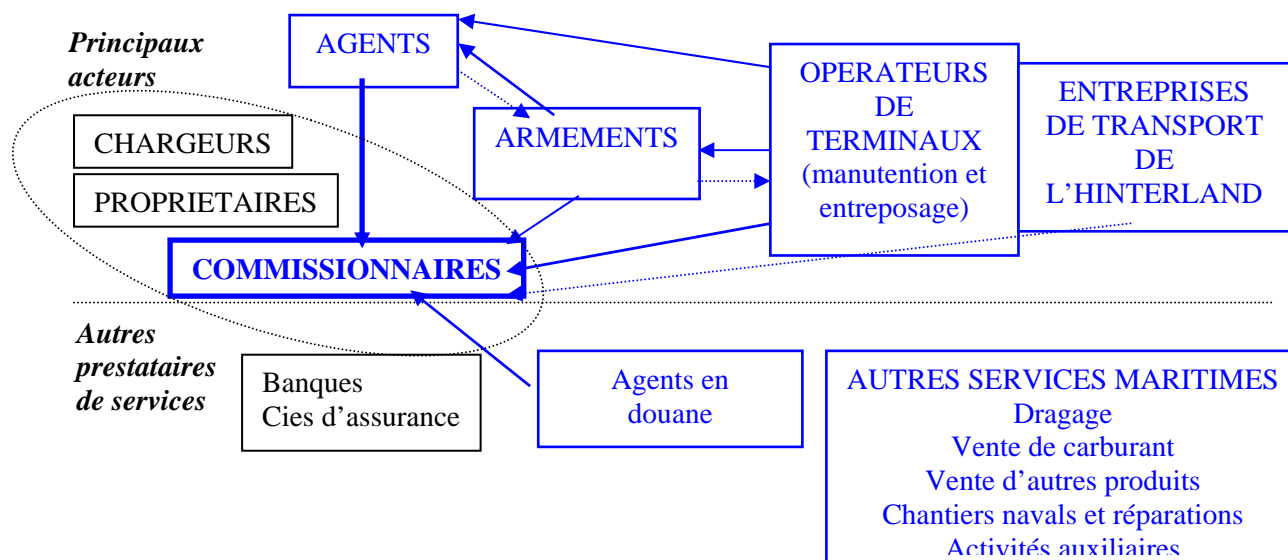 Principaux
acteurs
AGENTS
CHARGEURS
PROPRIETAIRES
ARMEMENTS
OPERATEURS
DE
TERMINAUX
(manutention et
entreposage)
ENTREPRISES
DE TRANSPORT
DE
L’HINTERLAND
COMMISSIONNAIRES
Autres
prestataires
de services
Banques
Cies d’assurance
Agents en
douane
AUTRES SERVICES MARITIMES
Dragage
Vente de carburant
Vente d’autres produits
Chantiers navals et réparations
Activités auxiliaires